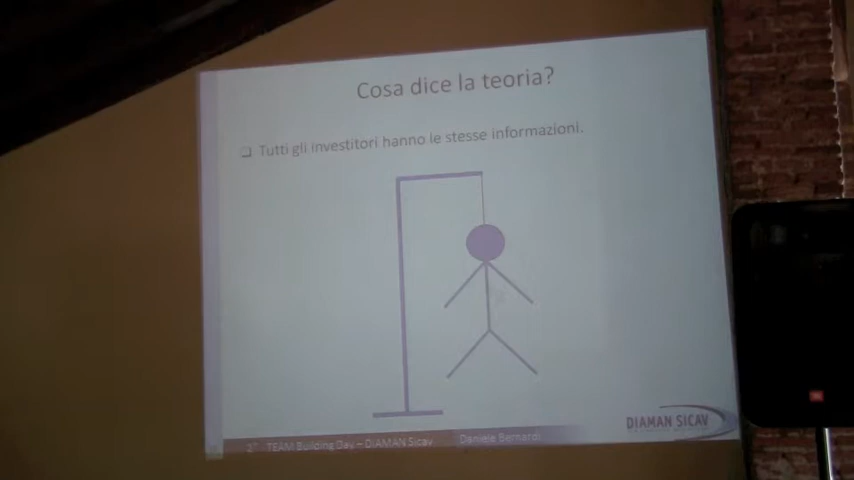 Cosa dice la teoria?
❑ Tutti gli investitori hanno le stesse informazioni.
DIAMAN SICAV
TEAM Building Day – DIAMAN Sicav Daniele Bernardi